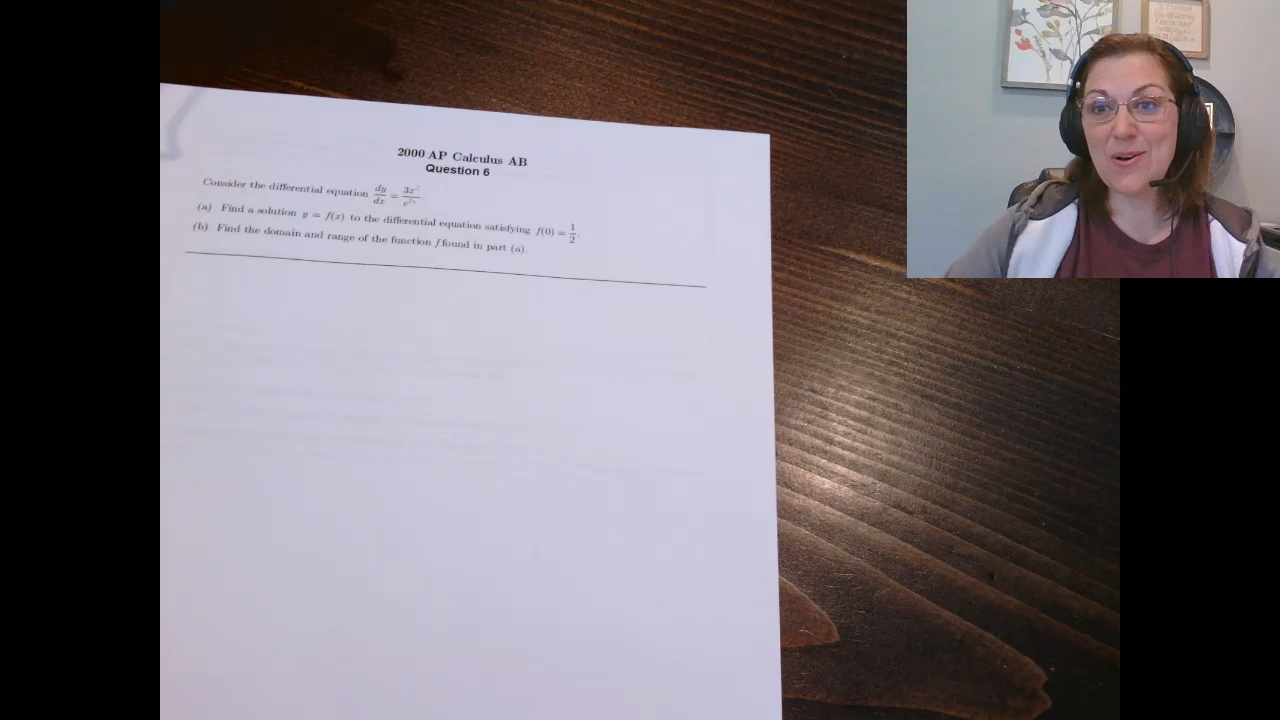 2000 AP Calculus AB
Question 6
Consider the differential equation dy/dx = 3x²/e^(2y).
(a) Find a solution y = f(x) to the differential equation satisfying f(0) = 1/2.
(b) Find the domain and range of the function f found in part (a).